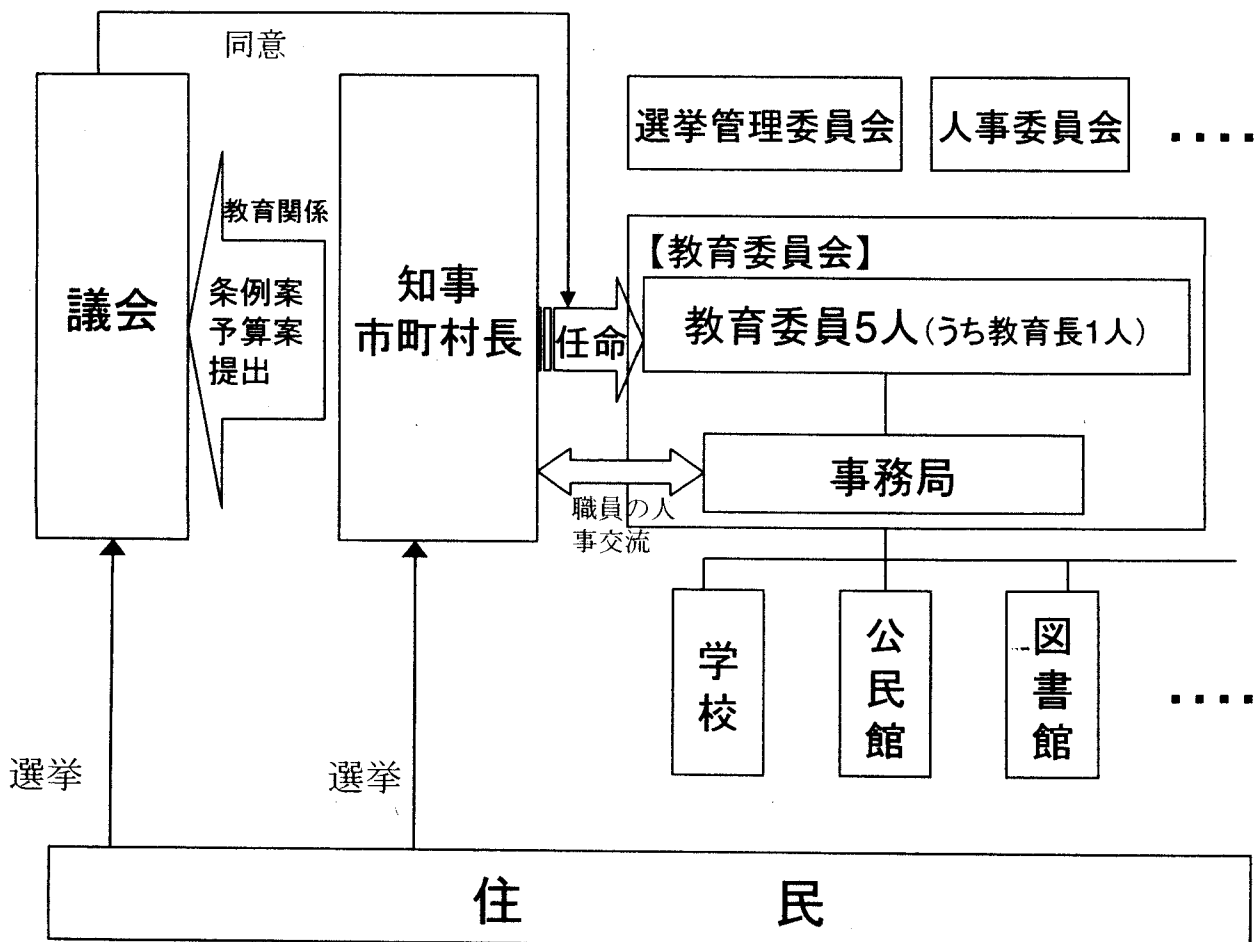 同意
議会
教育関係
条例案
予算案
提出
知事
市町村長
任命
選挙管理委員会
人事委員会
....
【教育委員会】
教育委員5人(うち教育長1人)
事務局
職員の人
事交流
学校
公民館
図書館
....
選挙
選挙
住民